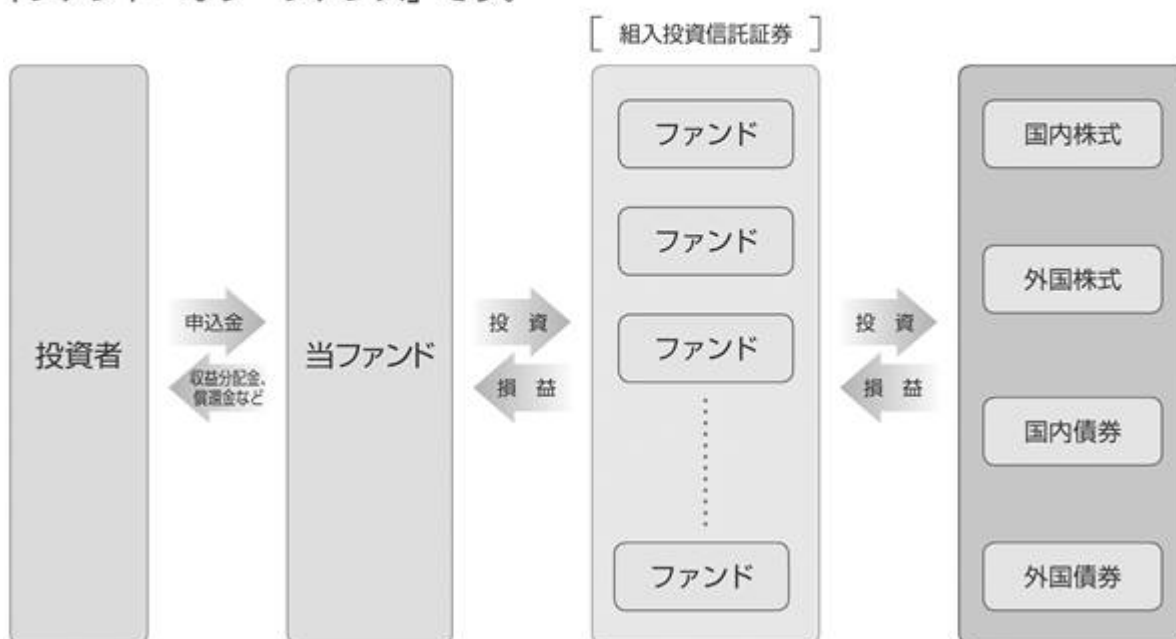 [ 組入投資信託証券 ]
投資者
申込金
収益分配金、
償還金など
当ファンド
投 資
損 益
ファンド
ファンド
ファンド
ファンド
投 資
損 益
国内株式
外国株式
国内債券
外国債券